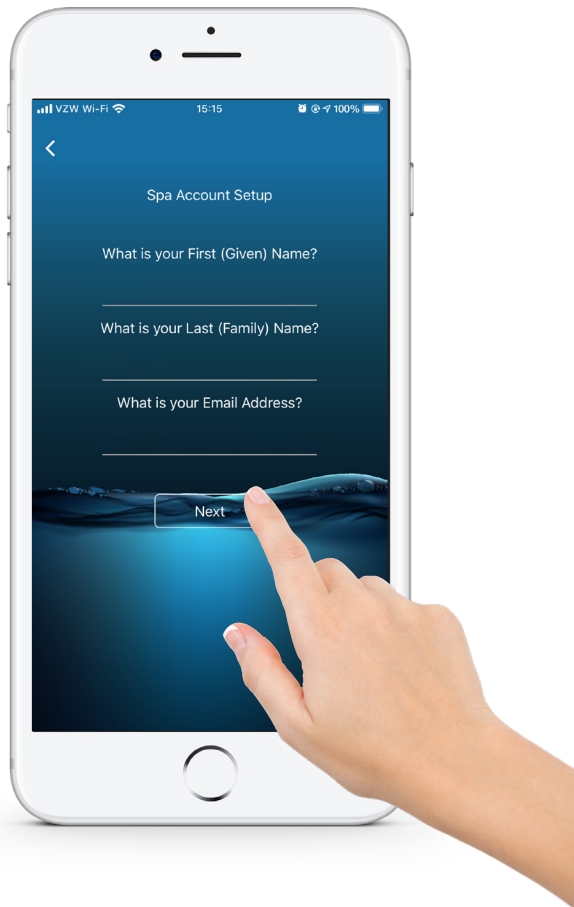 VZW Wi-Fi 15:15 100%
Spa Account Setup
What is your First (Given) Name?
What is your Last (Family) Name?
What is your Email Address?
Next